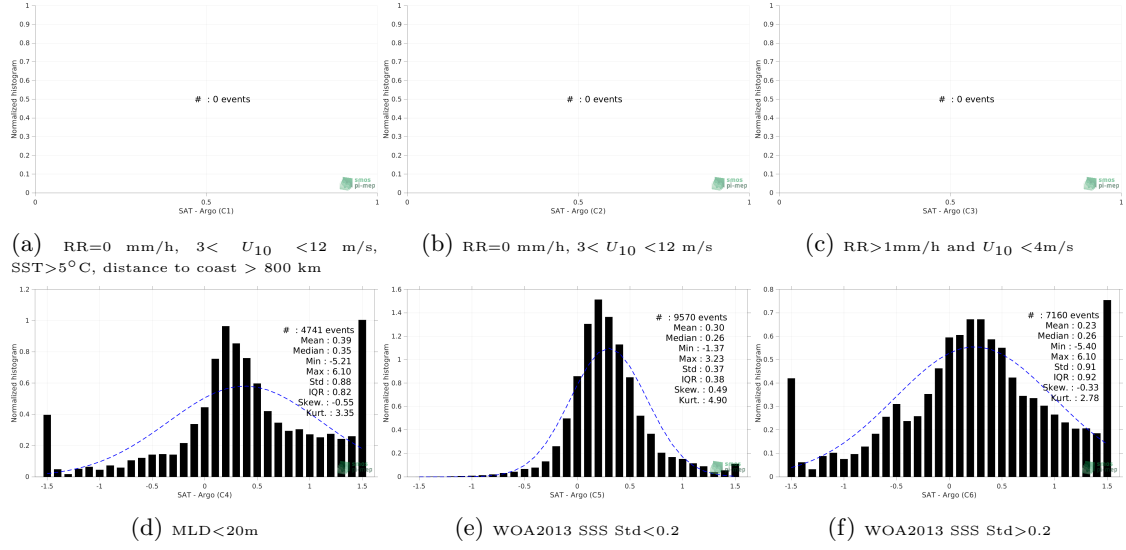 1
0.9
0.8
0.7
0.6
0.5
0.4
0.3
0.2
0.1
0
Normalized histogram
# : 0 events
smos
pi-mep
0 0.5 1
SAT - Argo (C1)
1
0.9
0.8
0.7
0.6
0.5
0.4
0.3
0.2
0.1
0
Normalized histogram
# : 0 events
smos
pi-mep
0 0.5 1
SAT - Argo (C2)
1
0.9
0.8
0.7
0.6
0.5
0.4
0.3
0.2
0.1
0
Normalized histogram
# : 0 events
smos
pi-mep
0 0.5 1
SAT - Argo (C3)
(a) RR=0 mm/h, 3< U10 <12 m/s,
SST>5°C, distance to coast > 800 km
(b) RR=0 mm/h, 3< U10 <12 m/s
(c) RR>1mm/h and U10 <4m/s
1.2
1
0.8
0.6
0.4
0.2
0
Normalized histogram
# : 4741 events
Mean : 0.39
Median : 0.35
Min : -5.21
Max : 6.10
Std : 0.88
IQR : 0.82
Skew. : -0.55
Kurt. : 3.35
-1.5 -1 -0.5 0 0.5 1 1.5
SAT - Argo (C4)
1.6
1.4
1.2
1
0.8
0.6
0.4
0.2
0
Normalized histogram
# : 9570 events
Mean : 0.30
Median : 0.26
Min : -1.37
Max : 3.23
Std : 0.37
IQR : 0.38
Skew. : 0.49
Kurt. : 4.90
-1.5 -1 -0.5 0 0.5 1 1.5
SAT - Argo (C5)
0.8
0.7
0.6
0.5
0.4
0.3
0.2
0.1
0
Normalized histogram
# : 7160 events
Mean : 0.23
Median : 0.26
Min : -5.40
Max : 6.10
Std : 0.91
IQR : 0.92
Skew. : -0.33
Kurt. : 2.78
-1.5 -1 -0.5 0 0.5 1 1.5
SAT - Argo (C6)
(d) MLD<20m
(e) WOA2013 SSS Std<0.2
(f) WOA2013 SSS Std>0.2